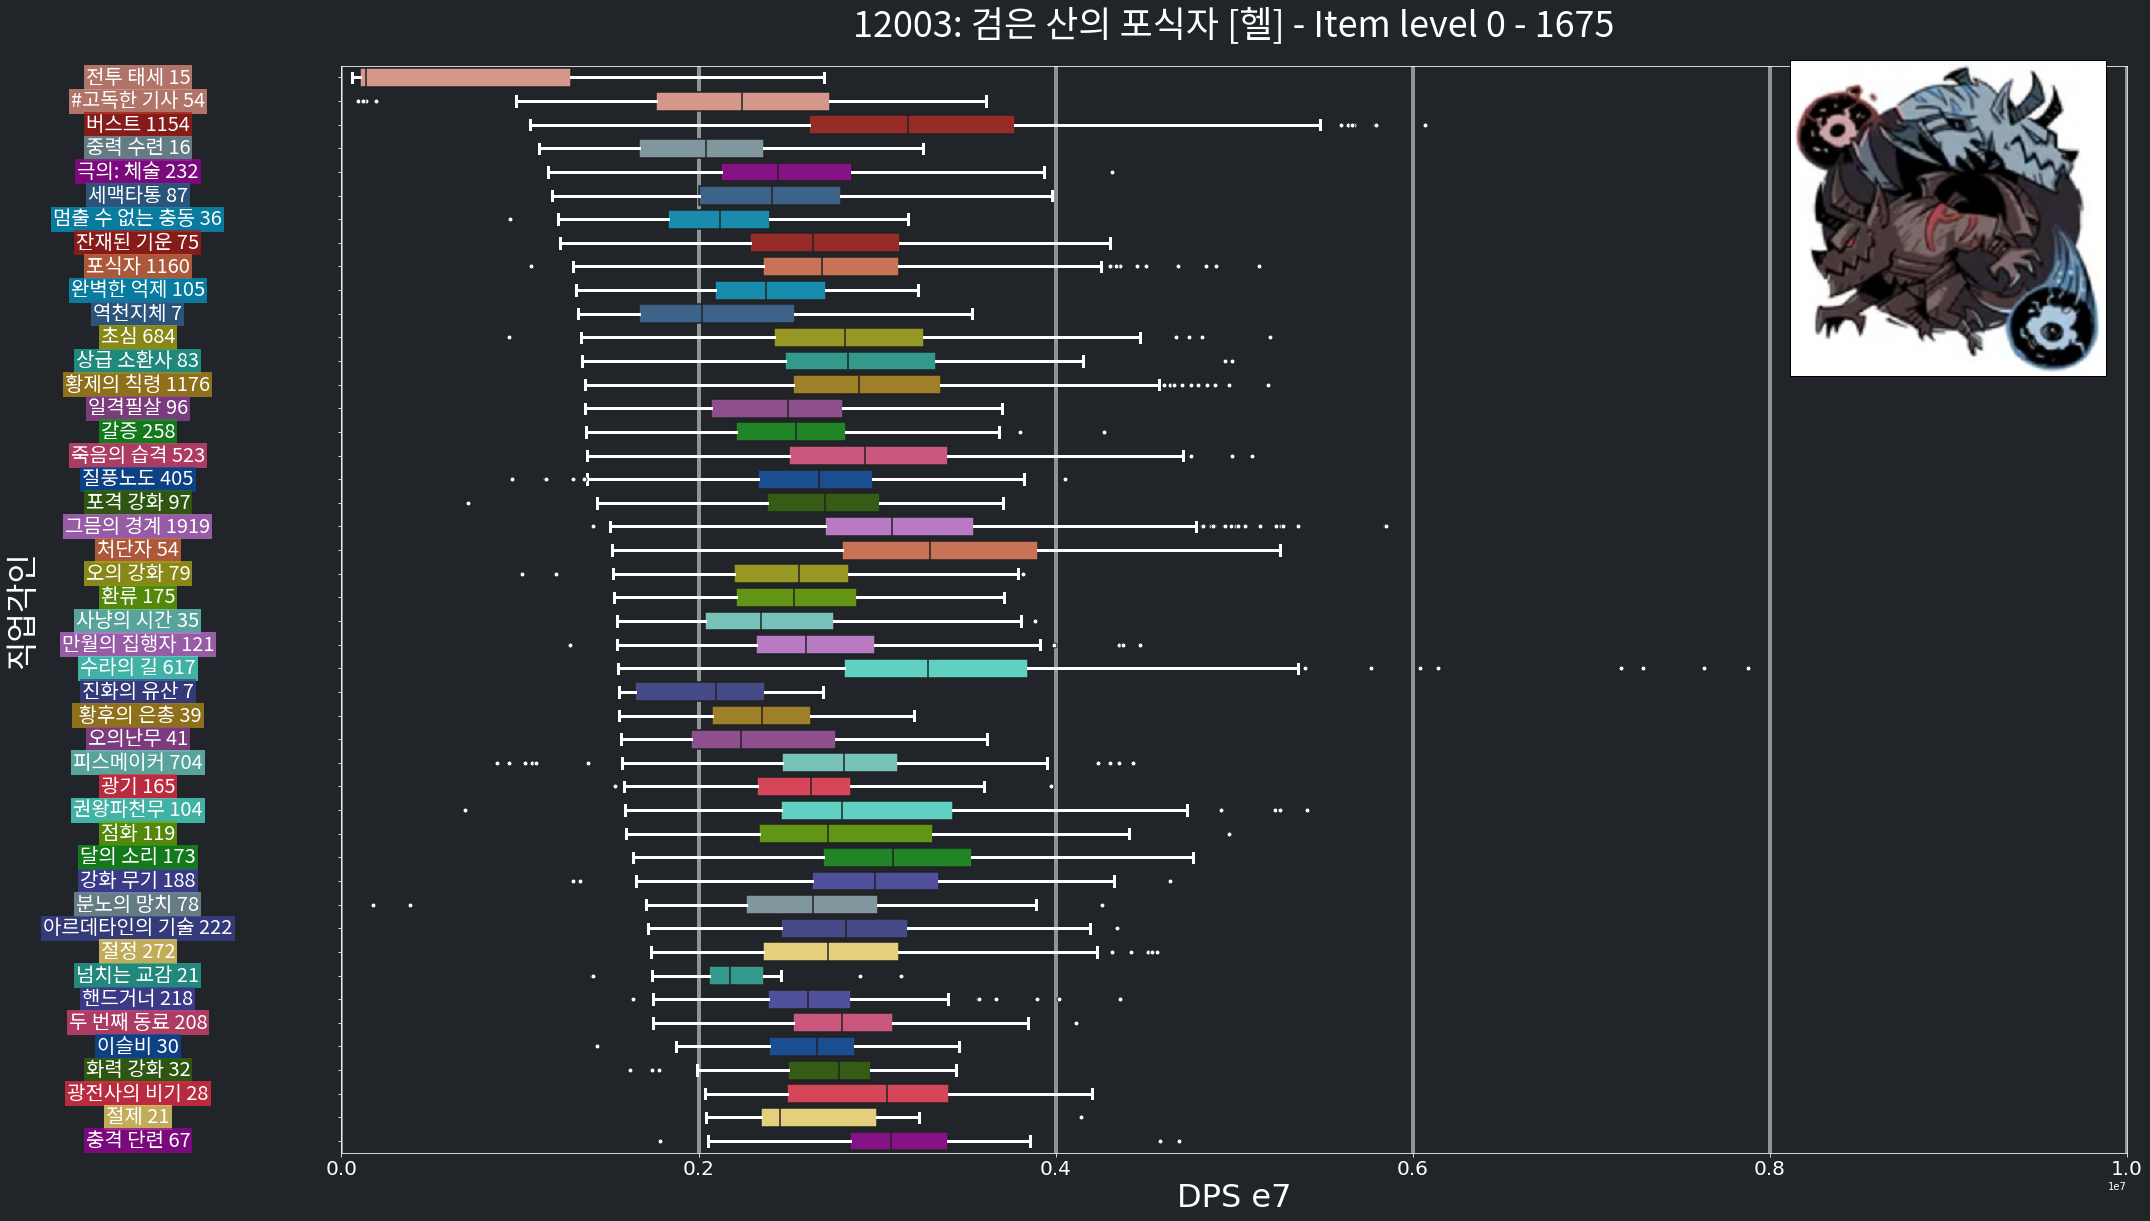 12003: 검은 산의 포식자 [헬] - Item level 0 - 1675
직업각인
전투 태세 15
#고독한 기사 54
버스트 1154
중력 수련 16
극의: 체술 232
세맥타통 87
멈출 수 없는 충동 36
잔재된 기운 75
포식자 1160
완벽한 억제 105
역천지체 7
초심 684
상급 소환사 83
황제의 칙령 1176
일격필살 96
갈증 258
죽음의 습격 523
질풍노도 405
포격 강화 97
그믐의 경계 1919
처단자 54
오의 강화 79
환류 175
사냥의 시간 35
만월의 집행자 121
수라의 길 617
진화의 유산 7
황후의 은총 39
오의난무 41
피스메이커 704
광기 165
권왕파천무 104
점화 119
달의 소리 173
강화 무기 188
분노의 망치 78
아르데타인의 기술 222
절정 272
넘치는 교감 21
핸드거너 218
두 번째 동료 208
이슬비 30
화력 강화 32
광전사의 비기 28
절제 21
충격 단련 67
0.0 0.2 0.4 0.6 0.8 1.0
1e7
DPS e7